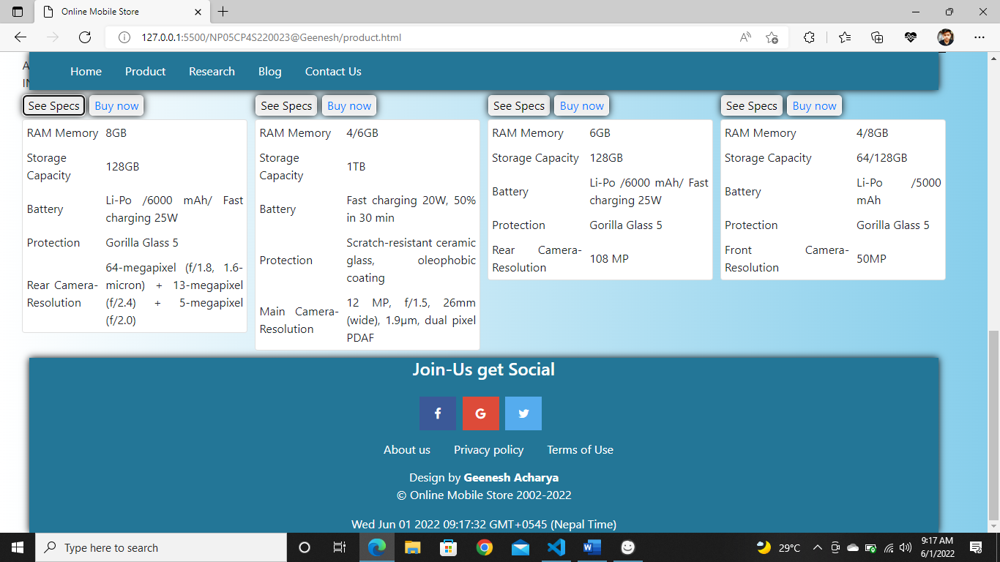 Online Mobile Store
127.0.0.1:5500/NP05CP4S220023@Geenesh/product.html
Home Product Research Blog Contact Us
See Specs Buy now
RAM Memory 8GB
Storage Capacity 128GB
Battery Li-Po /6000 mAh/ Fast
charging 25W
Protection Gorilla Glass 5
Rear Camera-
Resolution
64-megapixel (f/1.8, 1.6-
micron) + 13-megapixel
(f/2.4) + 5-megapixel
(f/2.0)
See Specs Buy now
RAM Memory 4/6GB
Storage
Capacity
1TB
Battery
Fast charging 20W, 50%
in 30 min
Protection
Scratch-resistant ceramic
glass, oleophobic
coating
Main Camera-
Resolution
12 MP, f/1.5, 26mm
(wide), 1.9µm, dual pixel
PDAF
See Specs Buy now
RAM Memory 6GB
Storage Capacity 128GB
Battery
Li-Po /6000 mAh/ Fast
charging 25W
Protection Gorilla Glass 5
Rear Camera-
Resolution
108 MP
See Specs Buy now
RAM Memory 4/8GB
Storage Capacity 64/128GB
Battery
Li-Po /5000
mAh
Protection Gorilla Glass 5
Front Camera-
Resolution
50MP
Join-Us get Social
f G
About us Privacy policy Terms of Use
Design by Geenesh Acharya
© Online Mobile Store 2002-2022
Wed Jun 01 2022 09:17:32 GMT+0545 (Nepal Time)
Type here to search
29°C
9:17 AM
6/1/2022